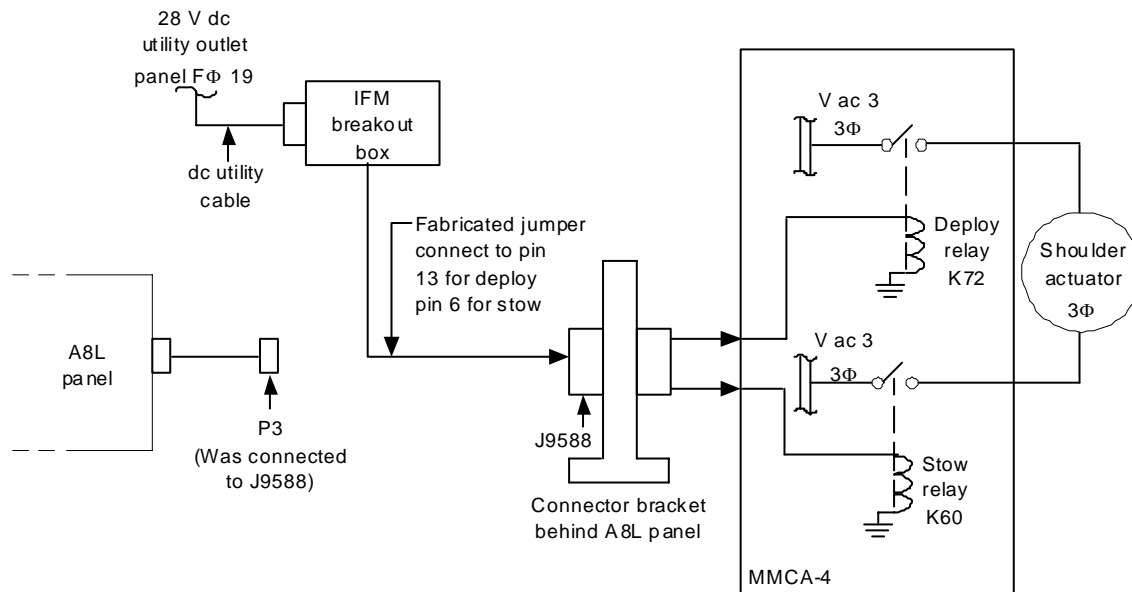 28 V dc
utility outlet
panel FΦ 19
dc utility
cable
IFM
breakout
box
Fabricated jumper
connect to pin
13 for deploy
pin 6 for stow
A8L
panel
P3
(Was connected
to J9588)
J9588
Connector bracket
behind A8L panel
V ac 3
3Φ
Deploy
relay
K72
V ac 3
3Φ
Stow
relay
K60
MMCA-4
Shoulder
actuator
3Φ